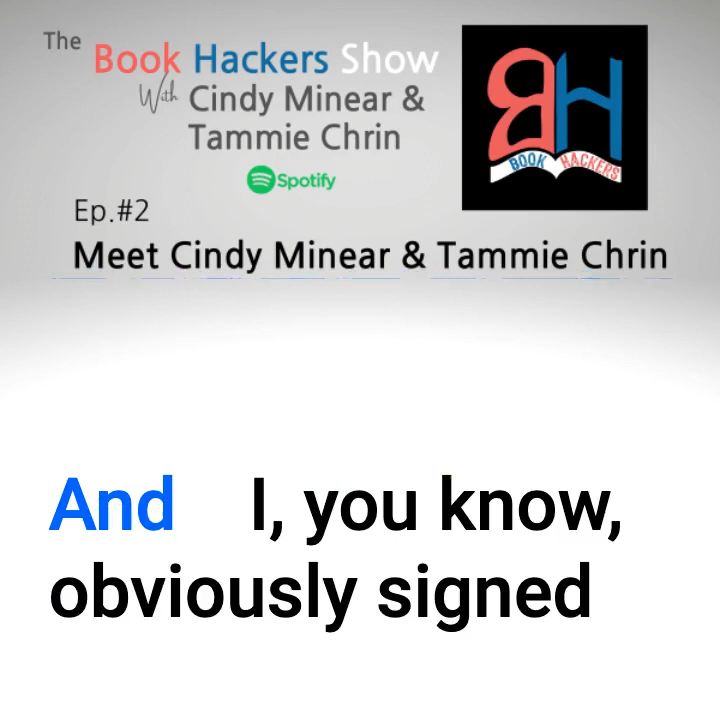 The
Book Hackers Show
With Cindy Minear &
Tammie Chrin
Spotify
BH
BOOK HACKERS
Ep.#2
Meet Cindy Minear & Tammie Chrin
And I, you know,
obviously signed